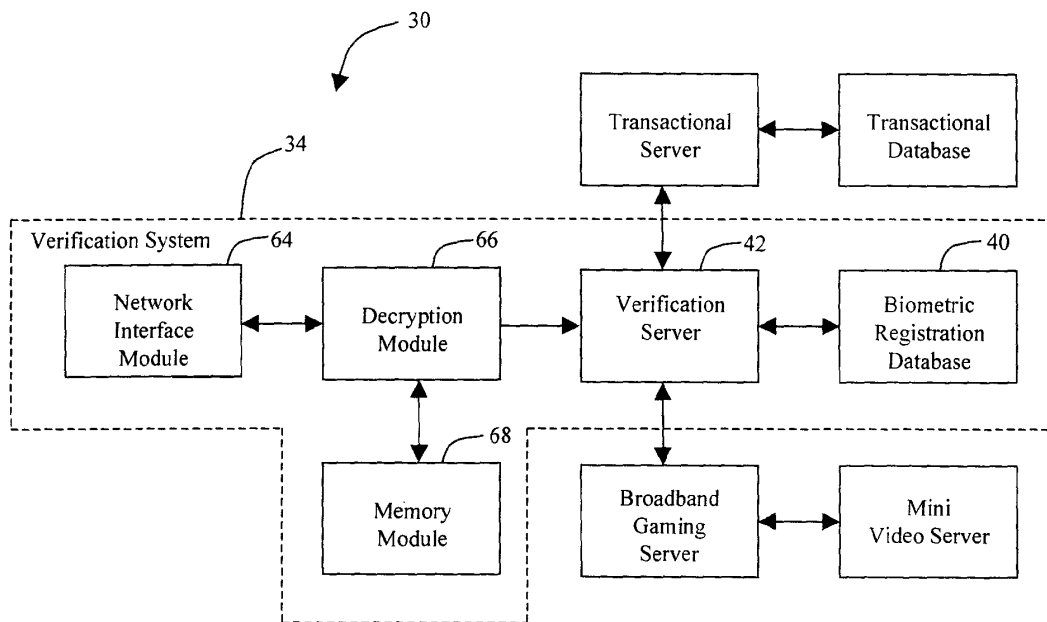 30
Transactional
Server
Transactional
Database
34
Verification System
64
66
42
40
Network
Interface
Module
Decryption
Module
Verification
Server
Biometric
Registration
Database
68
Memory
Module
Broadband
Gaming
Server
Mini
Video Server